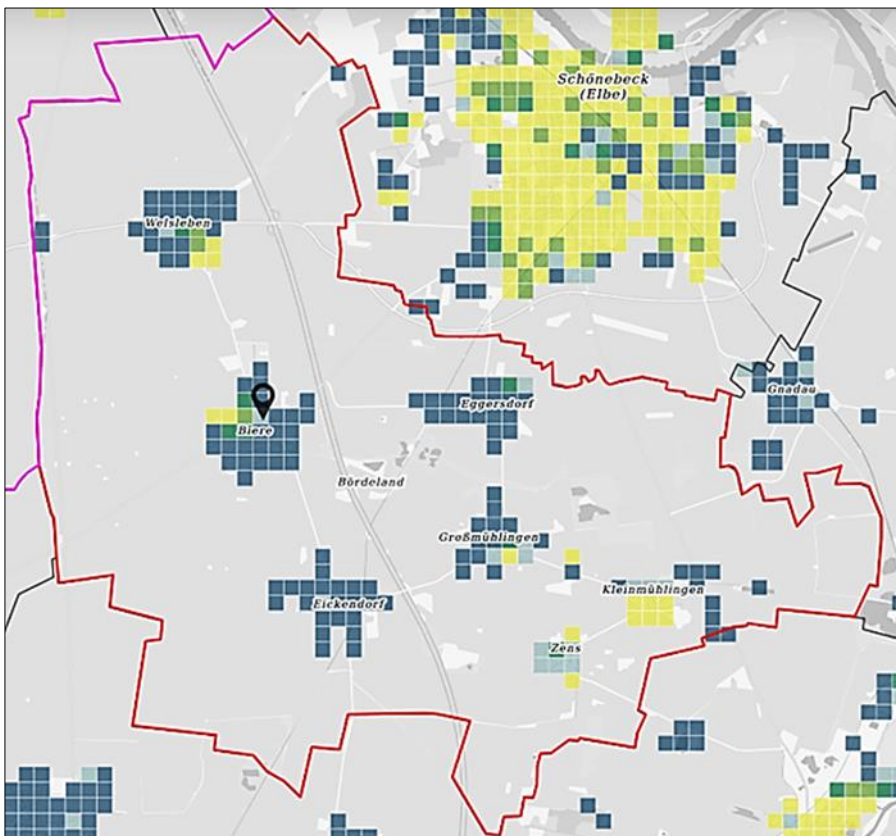 Schönebeck
(Elbe)
Welsleben
Biere
Eggersdorf
Gnadau
Bördeland
Großmühlingen
Eickendorf
Kleinmühlingen
Zens